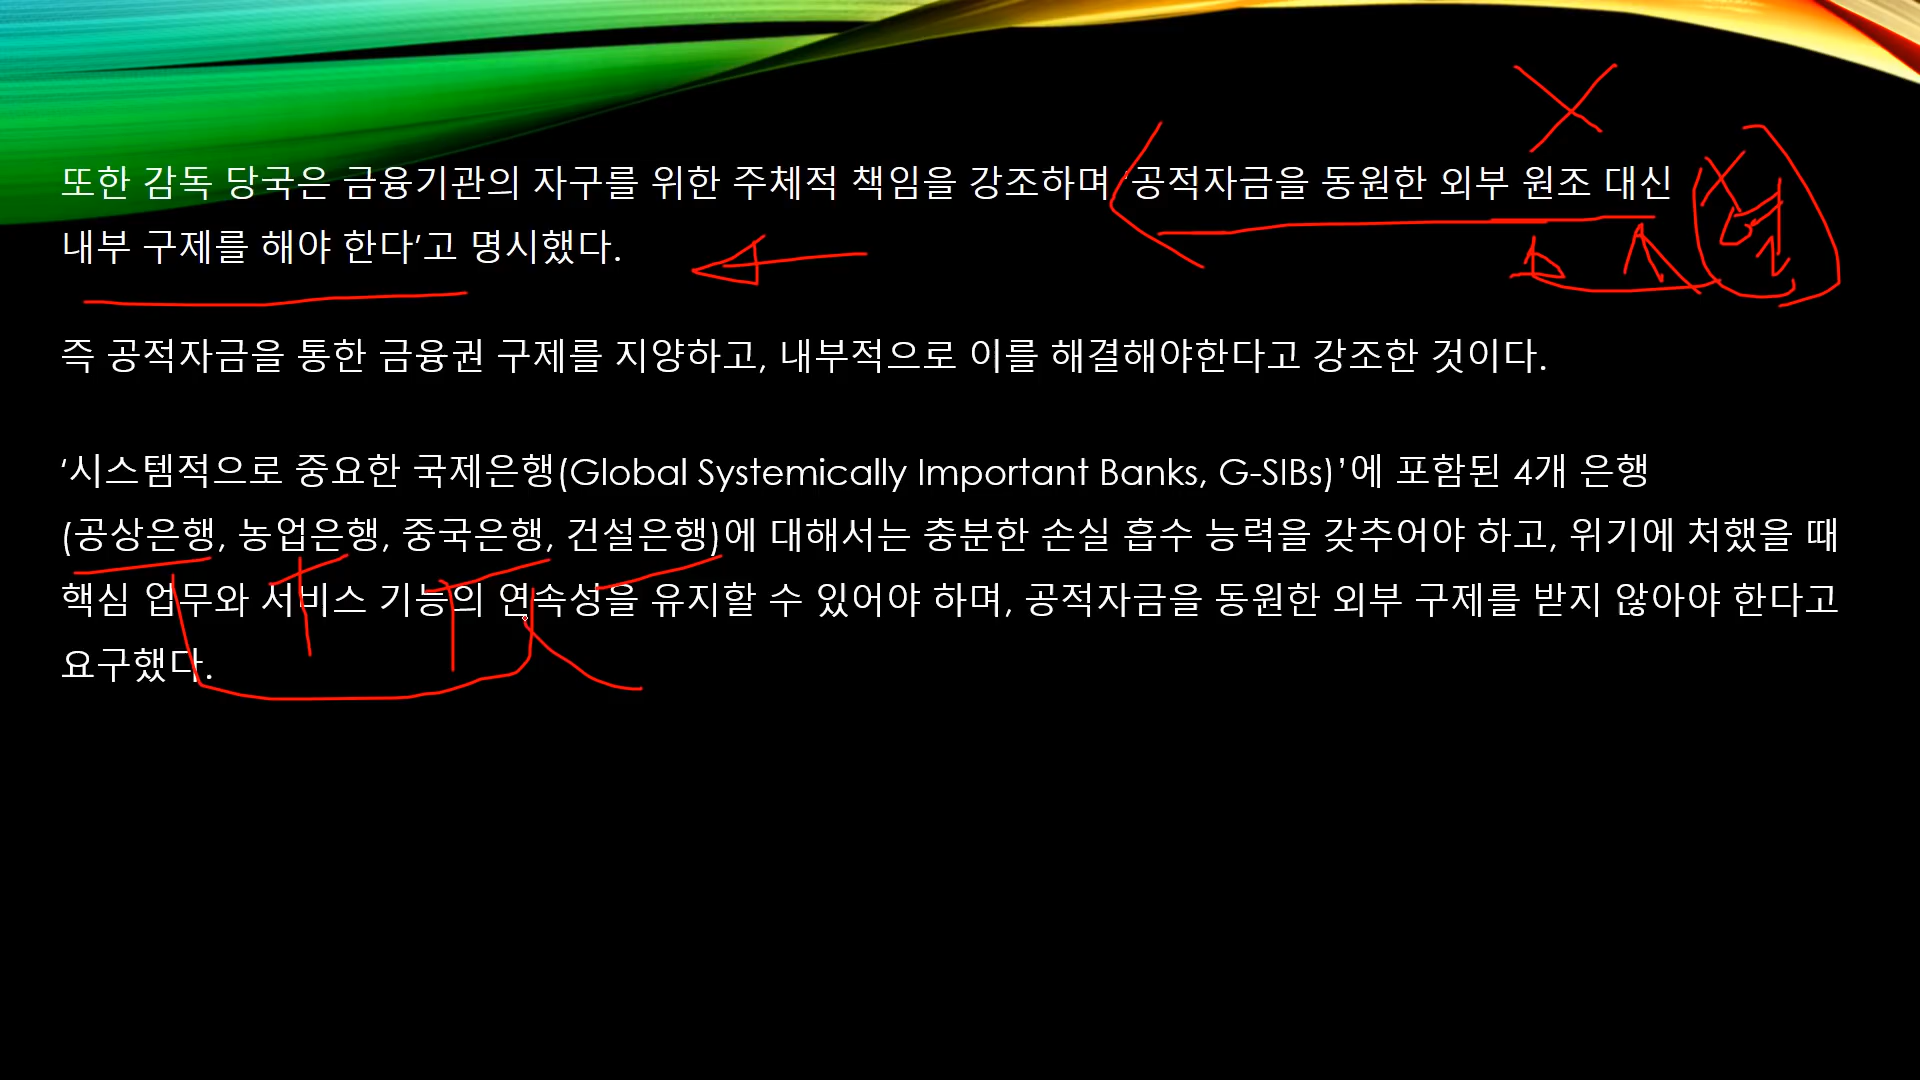 또한 감독 당국은 금융기관의 자구를 위한 주체적 책임을 강조하며 '공적자금을 동원한 외부 원조 대신
내부 구제를 해야 한다'고 명시했다.
즉 공적자금을 통한 금융권 구제를 지양하고, 내부적으로 이를 해결해야한다고 강조한 것이다.
‘시스템적으로 중요한 국제은행(Global Systemically Important Banks, G-SIBs)’에 포함된 4개 은행
(공상은행, 농업은행, 중국은행, 건설은행)에 대해서는 충분한 손실 흡수 능력을 갖추어야 하고, 위기에 처했을 때
핵심 업무와 서비스 기능의 연속성을 유지할 수 있어야 하며, 공적자금을 동원한 외부 구제를 받지 않아야 한다고
요구했다.